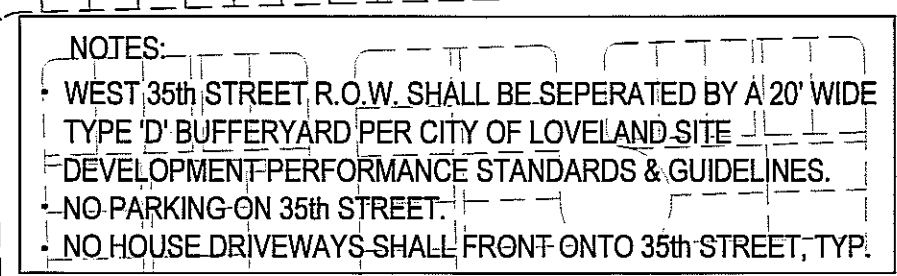 NOTES:
• WEST 35th STREET R.O.W. SHALL BE SEPERATED BY A 20' WIDE
TYPE 'D' BUFFERYARD PER CITY OF LOVELAND SITE
DEVELOPMENT PERFORMANCE STANDARDS & GUIDELINES.
• NO PARKING ON 35th STREET.
• NO HOUSE DRIVEWAYS SHALL FRONT ONTO 35th STREET, TYP.